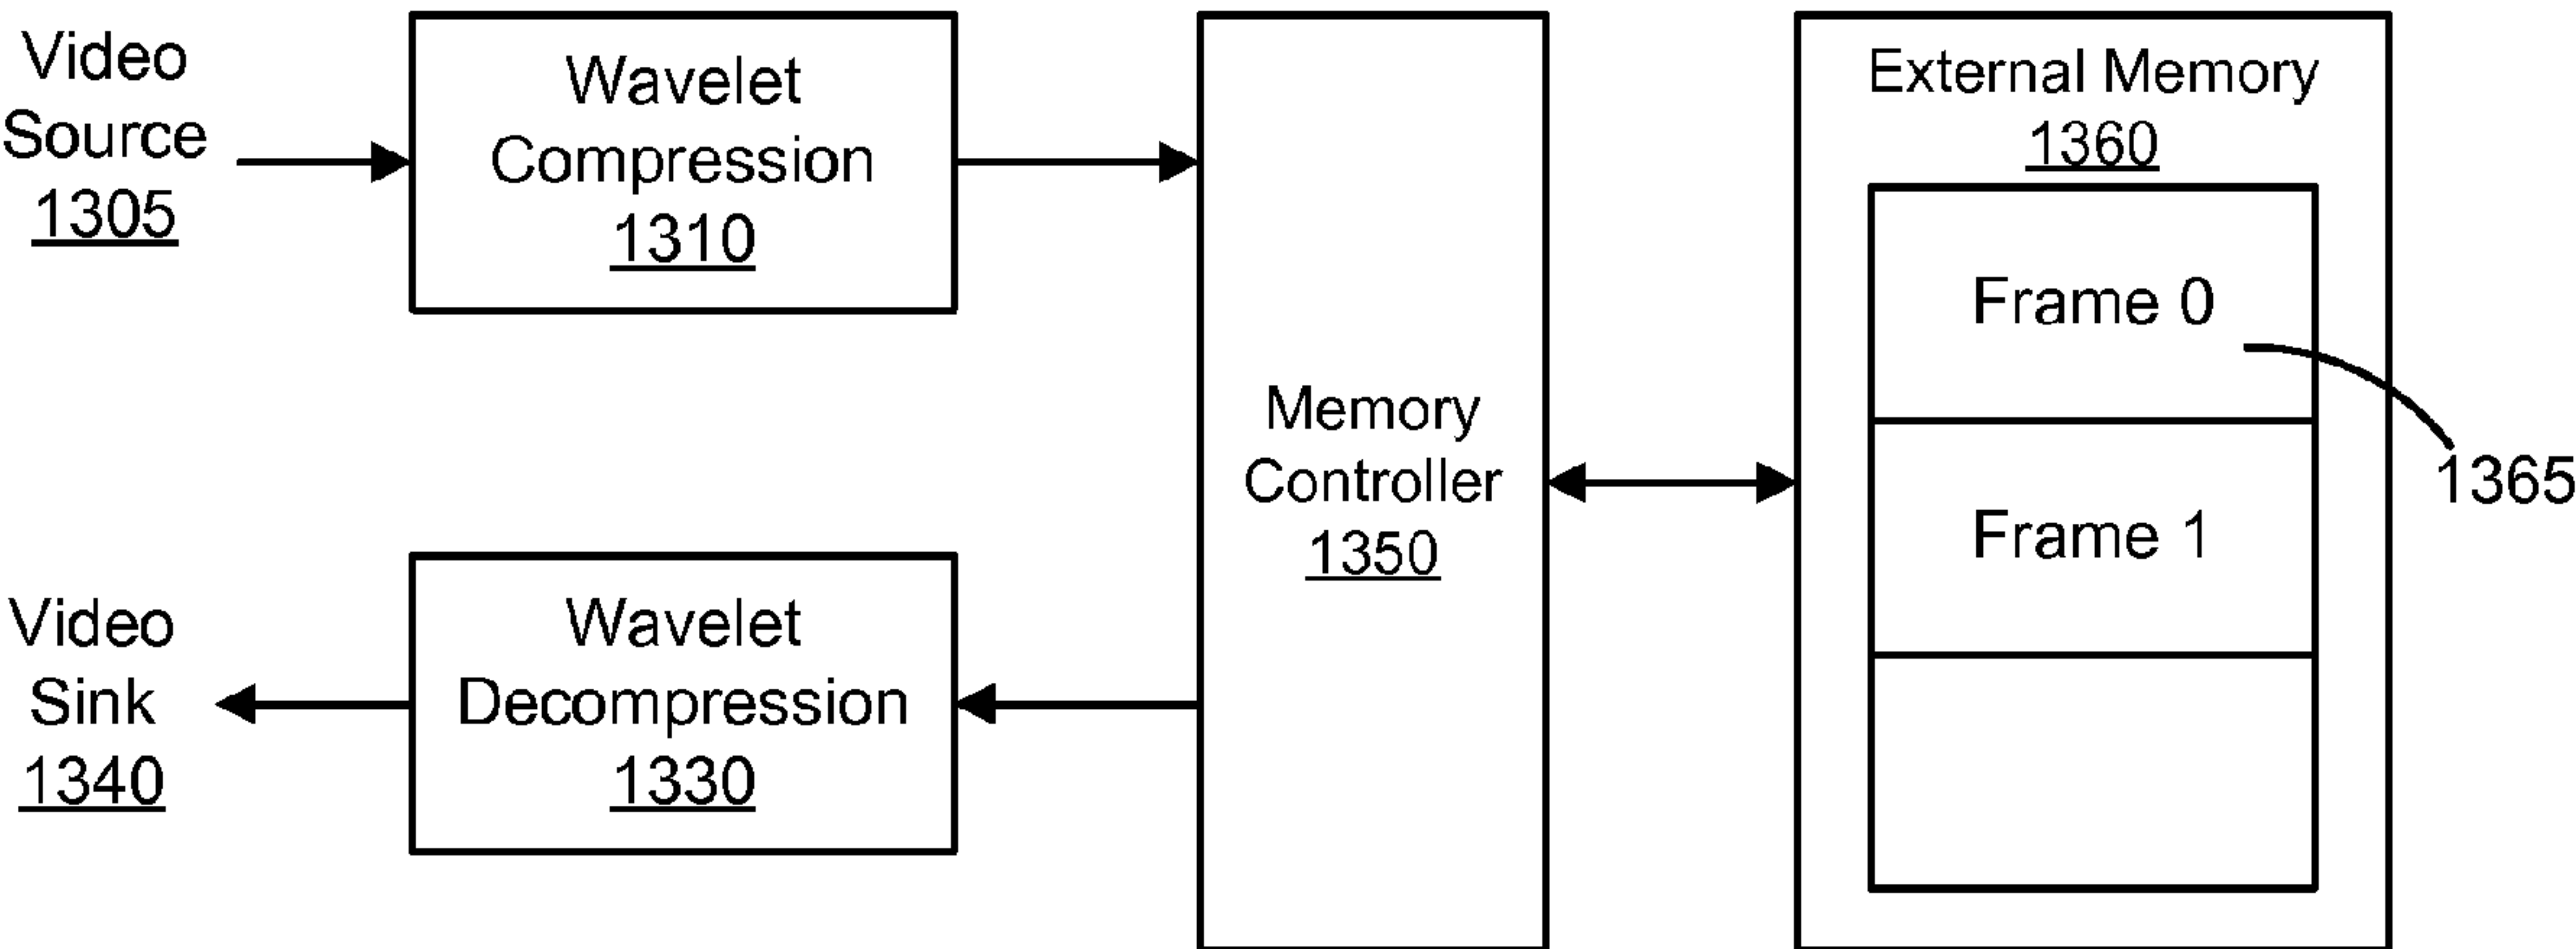 Video
Source
1305
Wavelet
Compression
1310
Video
Sink
1340
Wavelet
Decompression
1330
Memory
Controller
1350
External Memory
1360
Frame 0
Frame 1
1365